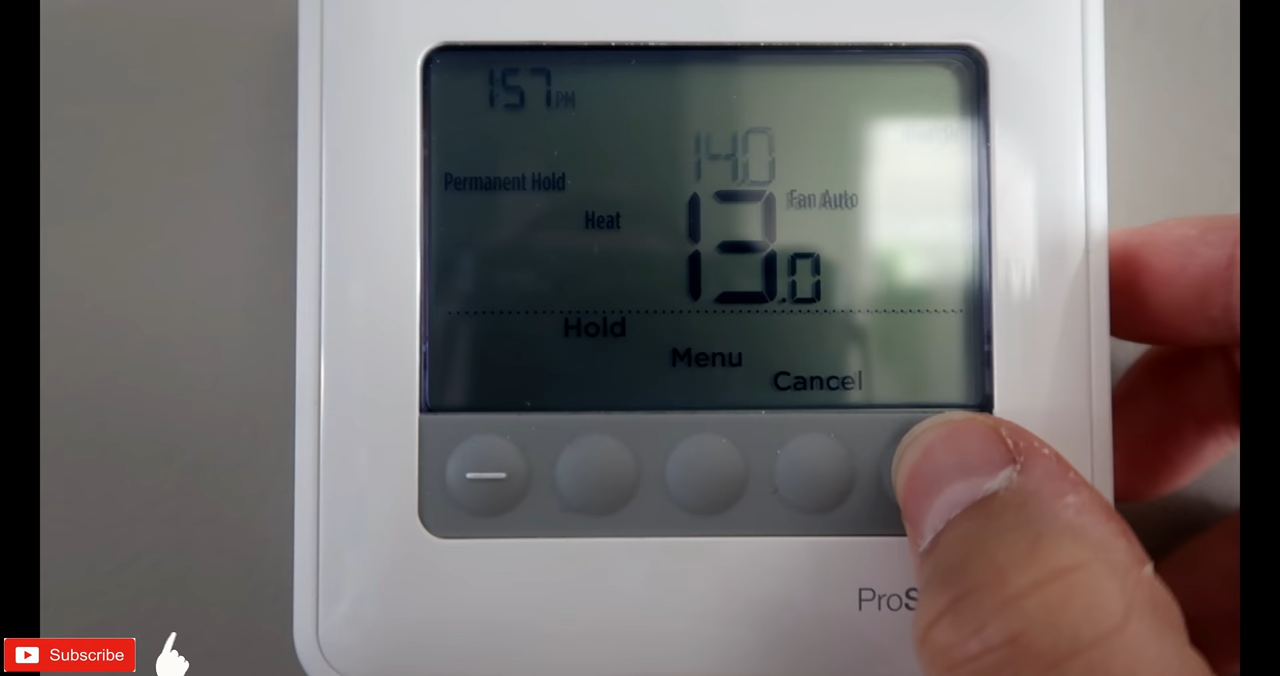 1:57 PM
14.0
Permanent Hold
Fan Auto
Heat
13.0
Hold
Menu
Cancel
ProS
Subscribe